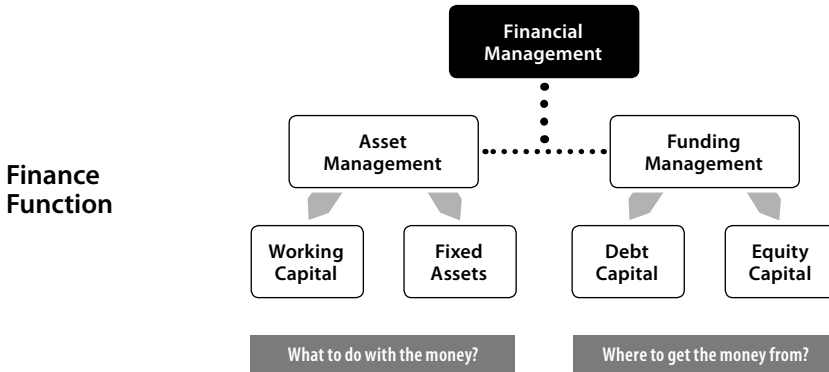 Financial
Management
Asset
Management
Funding
Management
Finance
Function
Working
Capital
Fixed
Assets
Debt
Capital
Equity
Capital
What to do with the money?
Where to get the money from?